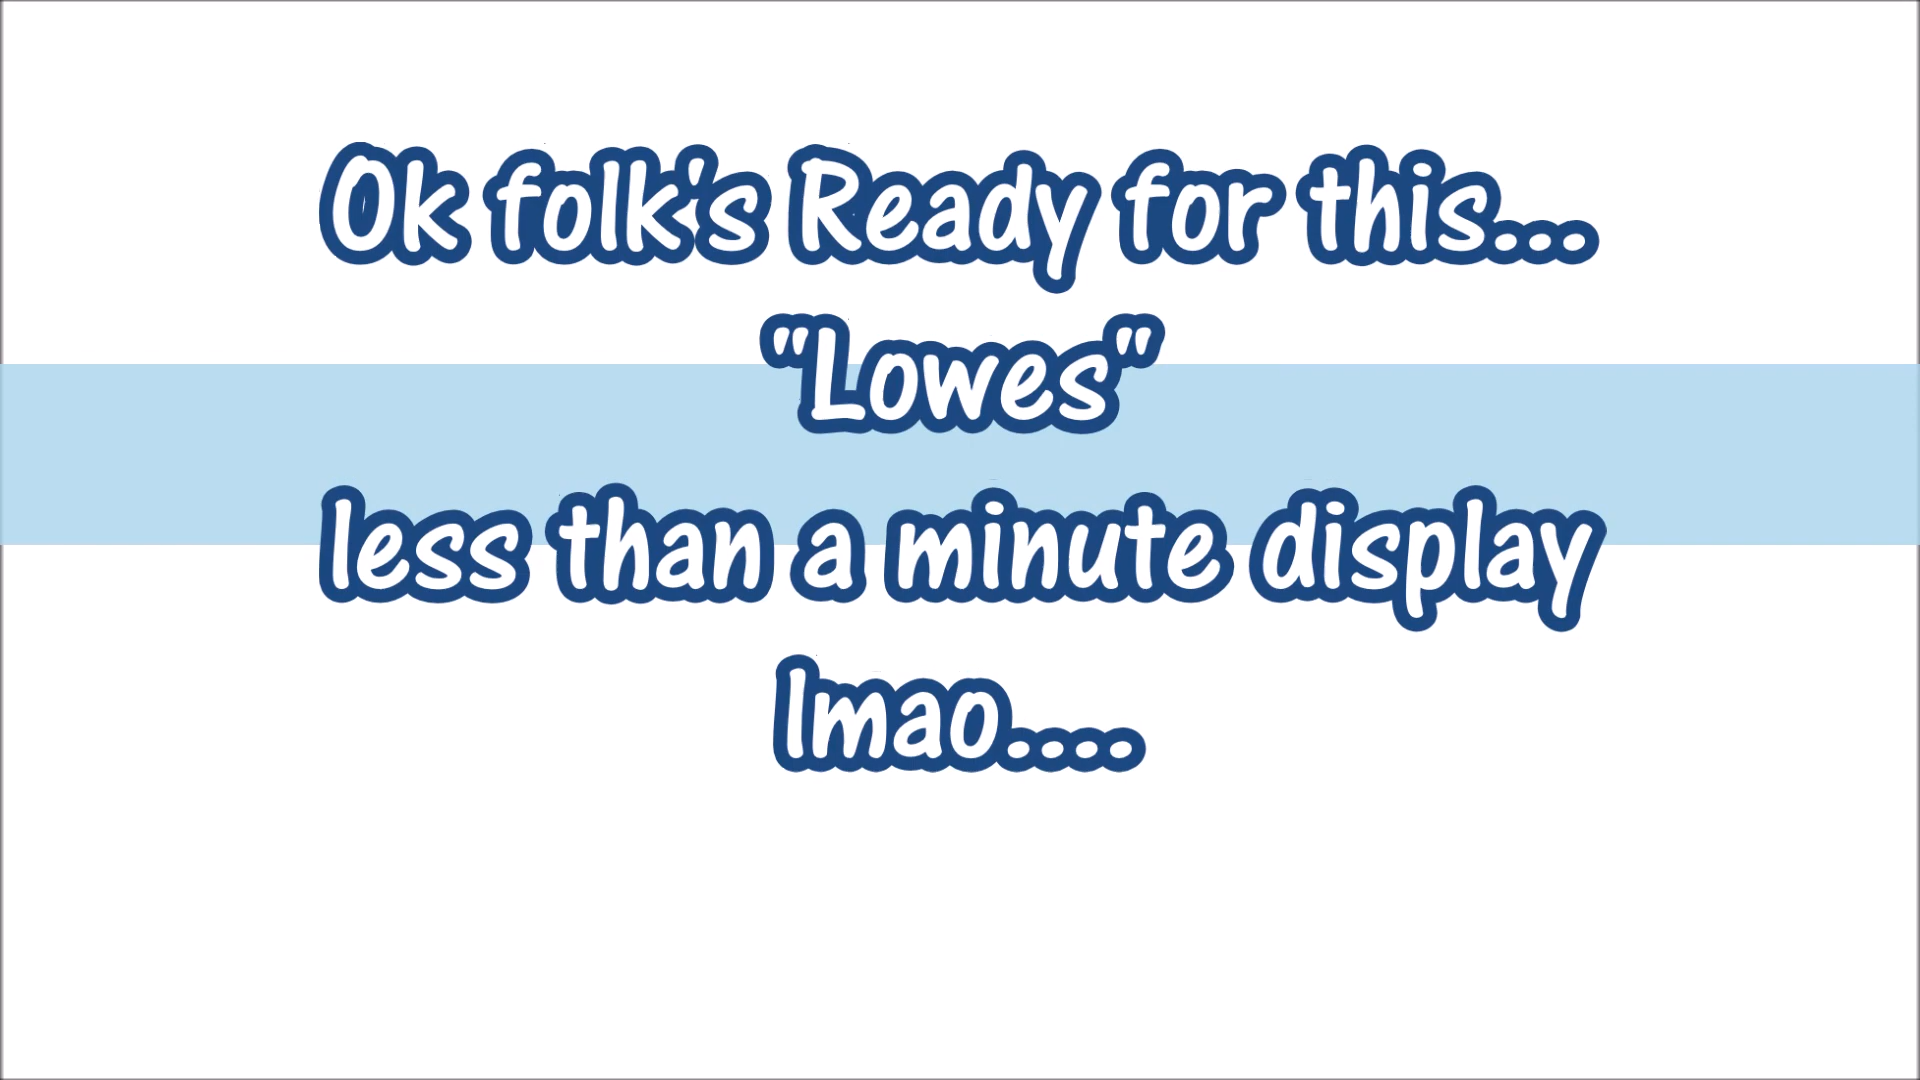 Ok folk's Ready for this...
"Lowes"
less than a minute display
lmao....